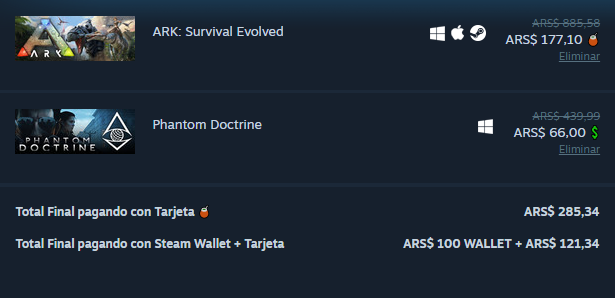 ARS$ 885,58
ARK: Survival Evolved
ARS$ 177,10
ARK
Eliminar
ARS$ 439,99
Phantom Doctrine
ARS$ 66,00 $
PHANTOM
DOCTRINE
Eliminar
Total Final pagando con Tarjeta ARS$ 285,34
Total Final pagando con Steam Wallet + Tarjeta ARS$ 100 WALLET + ARS$ 121,34